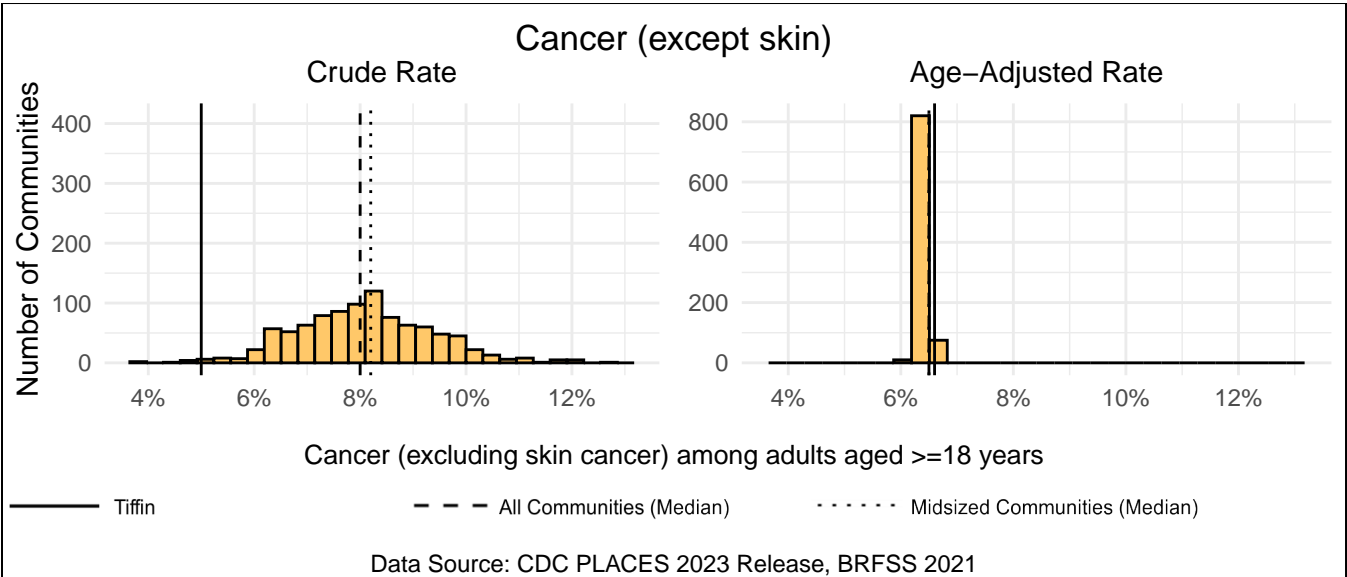 Cancer (except skin)
Crude Rate
Age−Adjusted Rate
Number of Communities
400
300
200
100
0
4%
6%
8%
10%
12%
800
600
400
200
0
4%
6%
8%
10%
12%
Cancer (excluding skin cancer) among adults aged >=18 years
Tiffin
All Communities (Median)
Midsized Communities (Median)
Data Source: CDC PLACES 2023 Release, BRFSS 2021